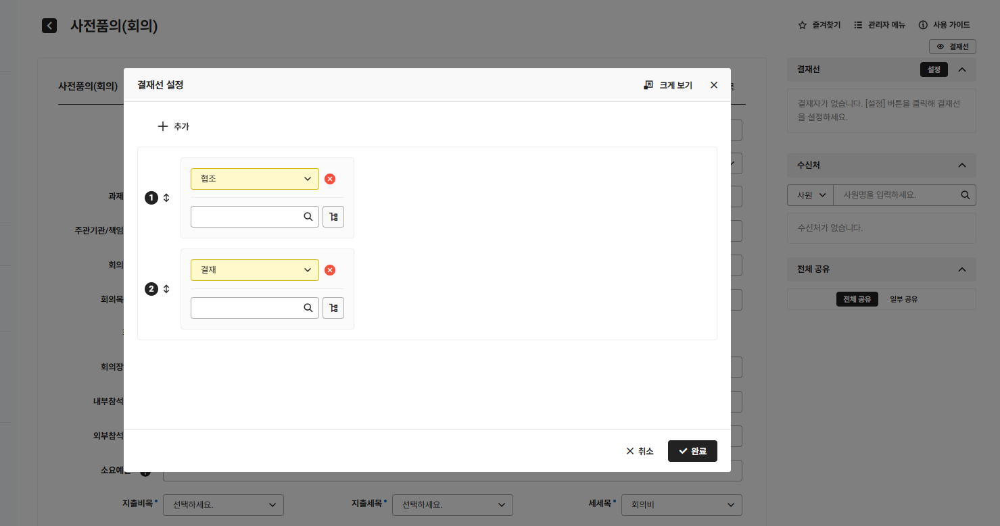 사전품의(회의)
즐겨찾기
관리자 메뉴
사용 가이드
결재선
사전품의(회의)
결재선 설정
크게 보기
추가
1
협조
2
결재
취소
완료
과제
주관기관/책임
회의
회의목
회의장
내부참석
외부참석
소요예
지출비목
선택하세요.
지출세목
선택하세요.
세세목
회의비
결재선
설정
결재자가 없습니다. [설정] 버튼을 클릭해 결재선
을 설정하세요.
수신처
사원
사원명을 입력하세요.
수신처가 없습니다.
전체 공유
전체 공유
일부 공유